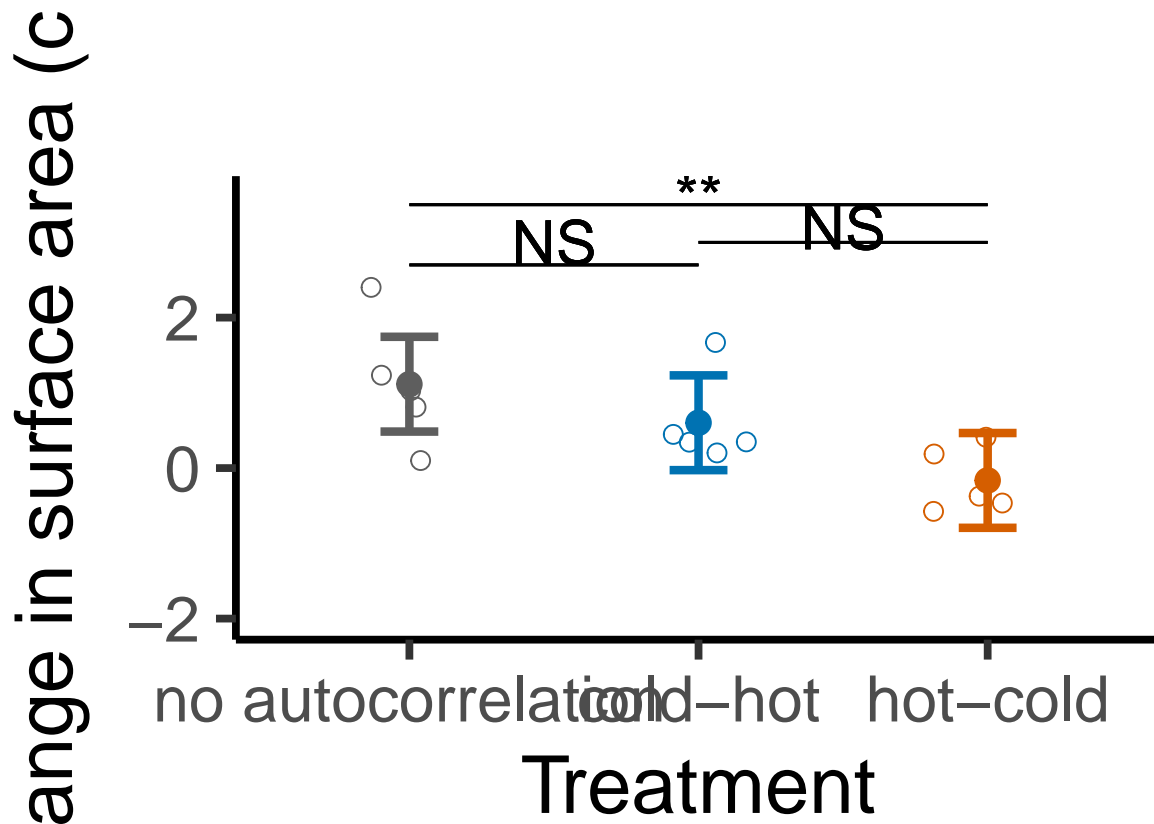 ange in surface area (c
**
NS
NS
2
0
−2
no autocorrelation
cold−hot
hot−cold
Treatment